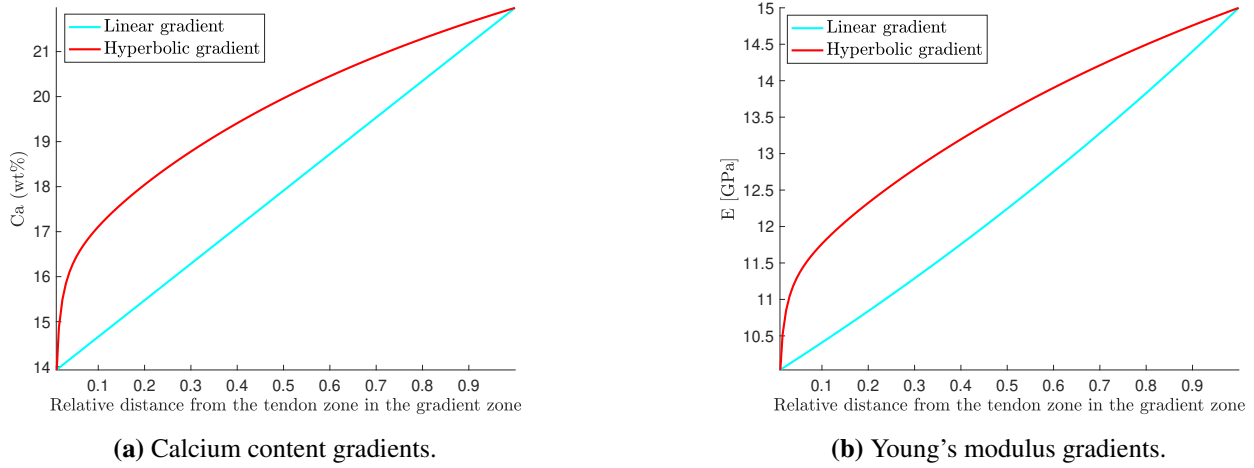 Linear gradient
Hyperbolic gradient
21
20
19
18
17
16
15
14
Ca (wt%)
0.1 0.2 0.3 0.4 0.5 0.6 0.7 0.8 0.9
Relative distance from the tendon zone in the gradient zone
(a) Calcium content gradients.
Linear gradient
Hyperbolic gradient
15
14.5
14
13.5
13
12.5
12
11.5
11
10.5
E [GPa]
0.1 0.2 0.3 0.4 0.5 0.6 0.7 0.8 0.9
Relative distance from the tendon zone in the gradient zone
(b) Young's modulus gradients.